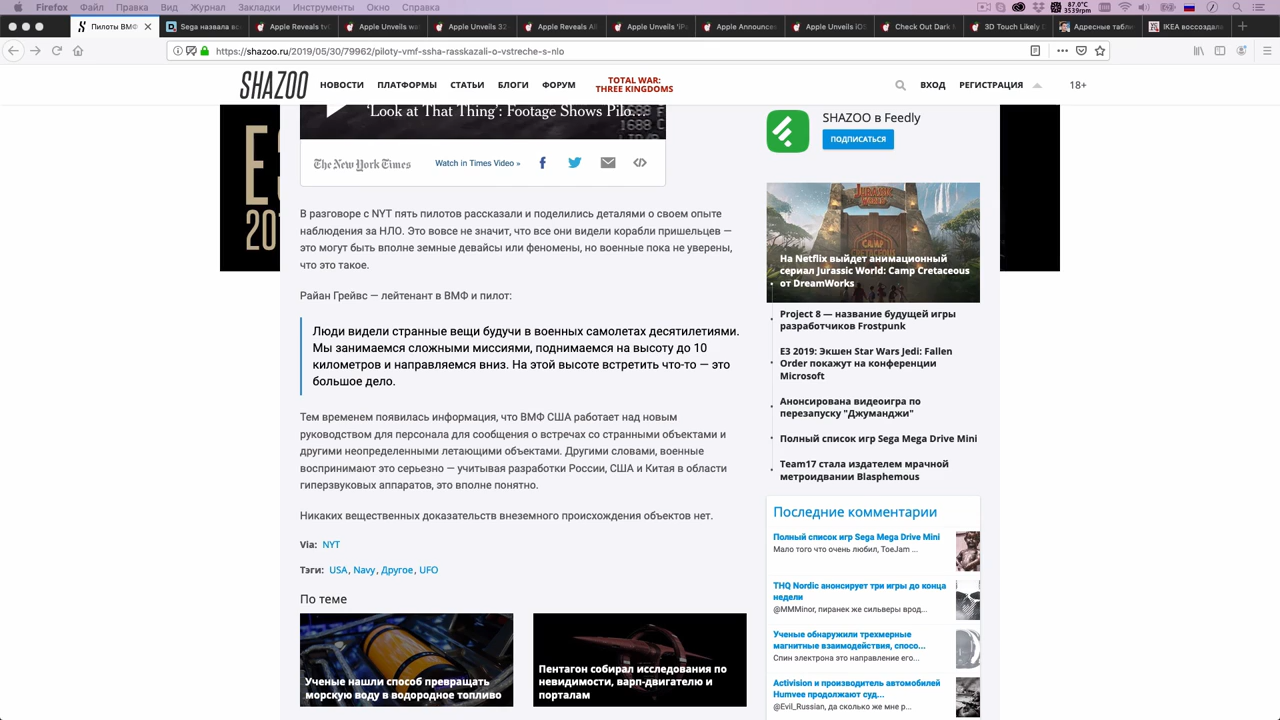 Firefox Файл Правка Вид Журнал Закладки Инструменты Окно Справка
72° 3539rpm
Пилоты ВМФ
Sega назвала во
Apple Reveals tv
Apple Unveils wa
Apple Unveils 32
Apple Reveals Al
Apple Unveils 'iP
Apple Announce
Apple Unveils iOS
Check Out Dark M
3D Touch Likely D
Адресные табли
IKEA воссоздал
https://shazoo.ru/2019/05/30/79962/piloty-vmf-ssha-rasskazali-o-vstreche-s-nlo
SHAZOO
НОВОСТИ ПЛАТФОРМЫ СТАТЬИ БЛОГИ ФОРУМ
TOTAL WAR:
THREE KINGDOMS
ВХОД РЕГИСТРАЦИЯ 18+
'Look at That Thing': Footage Shows Pilo...
The New York Times
Watch in Times Video »
В разговоре с NYT пять пилотов рассказали и поделились деталями о своем опыте
наблюдения за НЛО. Это вовсе не значит, что все они видели корабли пришельцев —
это могут быть вполне земные девайсы или феномены, но военные пока не уверены,
что это такое.
Райан Грейвс — лейтенант в ВМФ и пилот:
Люди видели странные вещи будучи в военных самолетах десятилетиями.
Мы занимаемся сложными миссиями, поднимаемся на высоту до 10
километров и направляемся вниз. На этой высоте встретить что-то — это
большое дело.
Тем временем появилась информация, что ВМФ США работает над новым
руководством для персонала для сообщения о встречах со странными объектами и
другими неопределенными летающими объектами. Другими словами, военные
воспринимают это серьезно — учитывая разработки России, США и Китая в области
гиперзвуковых аппаратов, это вполне понятно.
Никаких вещественных доказательств внеземного происхождения объектов нет.
Via: NYT
Тэги: USA, Navy, Другое, UFO
По теме
Ученые нашли способ превращать
морскую воду в водородное топливо
Пентагон собирал исследования по
невидимости, варп-двигателю и
порталам
SHAZOO в Feedly
ПОДПИСАТЬСЯ
JURASSIC WORLD
CAMP CRETACEOUS
На Netflix выйдет анимационный
сериал Jurassic World: Camp Cretaceous
от DreamWorks
Project 8 — название будущей игры
разработчиков Frostpunk
E3 2019: Экшен Star Wars Jedi: Fallen
Order покажут на конференции
Microsoft
Анонсирована видеоигра по
перезапуску "Джуманджи"
Полный список игр Sega Mega Drive Mini
Team17 стала издателем мрачной
метроидвании Blasphemous
Последние комментарии
Полный список игр Sega Mega Drive Mini
Мало того что очень любил, ToeJam ...
THQ Nordic анонсирует три игры до конца
недели
@MMMinor, пиранек же сильверы врод...
Ученые обнаружили трехмерные
магнитные взаимодействия, спосо...
Спин электрона это направление его...
Activision и производитель автомобилей
Humvee продолжают суд...
@Evil_Russian, да сколько же мне р...